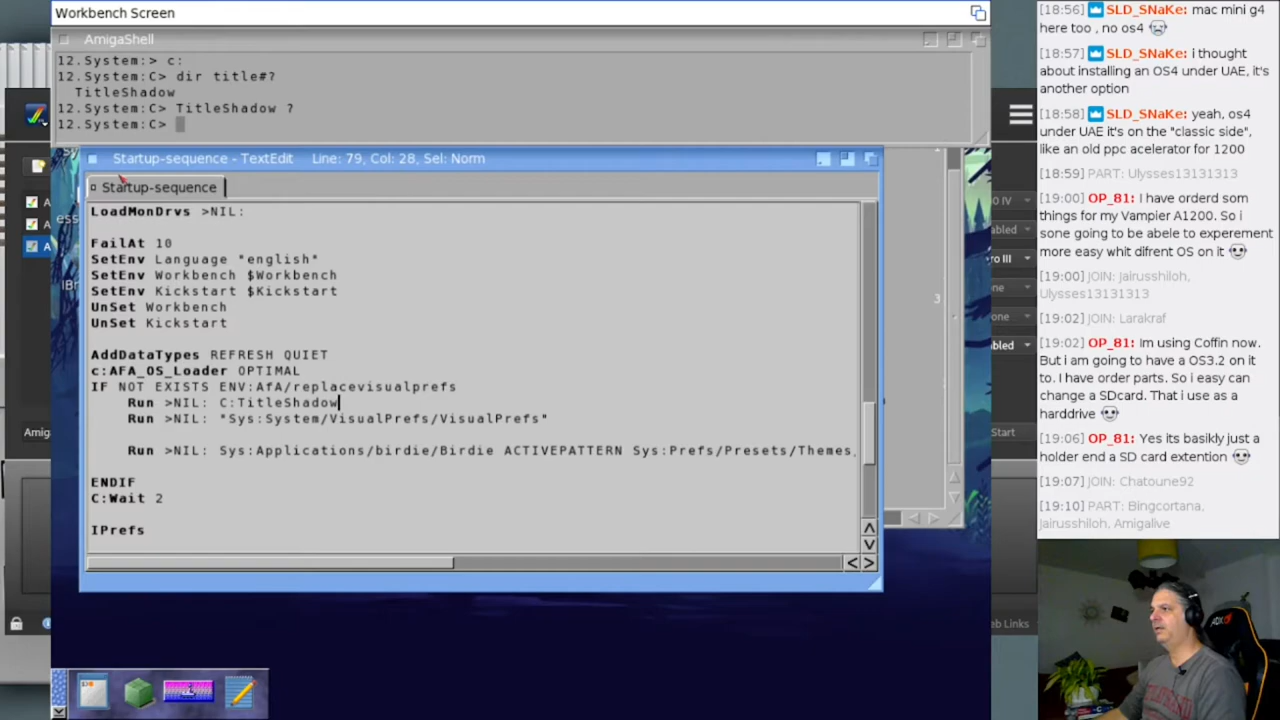 Workbench Screen
AmigaShell
12.System:> c:
12.System:C> dir title#?
TitleShadow
12.System:C> TitleShadow ?
12.System:C>
Startup-sequence - TextEdit Line: 79, Col: 28, Sel: Norm
Startup-sequence
LoadMonDrvs >NIL:
FailAt 10
SetEnv Language "english"
SetEnv Workbench $Workbench
SetEnv Kickstart $Kickstart
UnSet Workbench
UnSet Kickstart
AddDataTypes REFRESH QUIET
c:AFA_OS_Loader OPTIMAL
IF NOT EXISTS ENV:AfA/replacevisualprefs
Run >NIL: C:TitleShadow
Run >NIL: "Sys:System/VisualPrefs/VisualPrefs"
Run >NIL: Sys:Applications/birdie/Birdie ACTIVEPATTERN Sys:Prefs/Presets/Themes/
ENDIF
C:Wait 2
IPrefs
3
Amig
Start
eb Links
[18:56] SLD_SNaKe: mac mini g4
here too , no os4
[18:57] SLD_SNaKe: i thought
about installing an OS4 under UAE, it's
another option
[18:58] SLD_SNaKe: yeah, os4
under UAE it's on the "classic side",
like an old ppc acelerator for 1200
[18:59] PART: Ulysses13131313
[19:00] OP_81: I have orderd som
things for my Vampier A1200. So i
sone going to be abele to experement
more easy whit difrent OS on it
[19:00] JOIN: Jairusshiloh,
Ulysses13131313
[19:02] JOIN: Larakraf
[19:02] OP_81: Im using Coffin now.
But i am going to have a OS3.2 on it
to. I have order parts. So i easy can
change a SDcard. That i use as a
harddrive
[19:06] OP_81: Yes its basikly just a
holder end a SD card extention
[19:07] JOIN: Chatoune92
[19:10] PART: Bingcortana,
Jairusshiloh, Amigalive